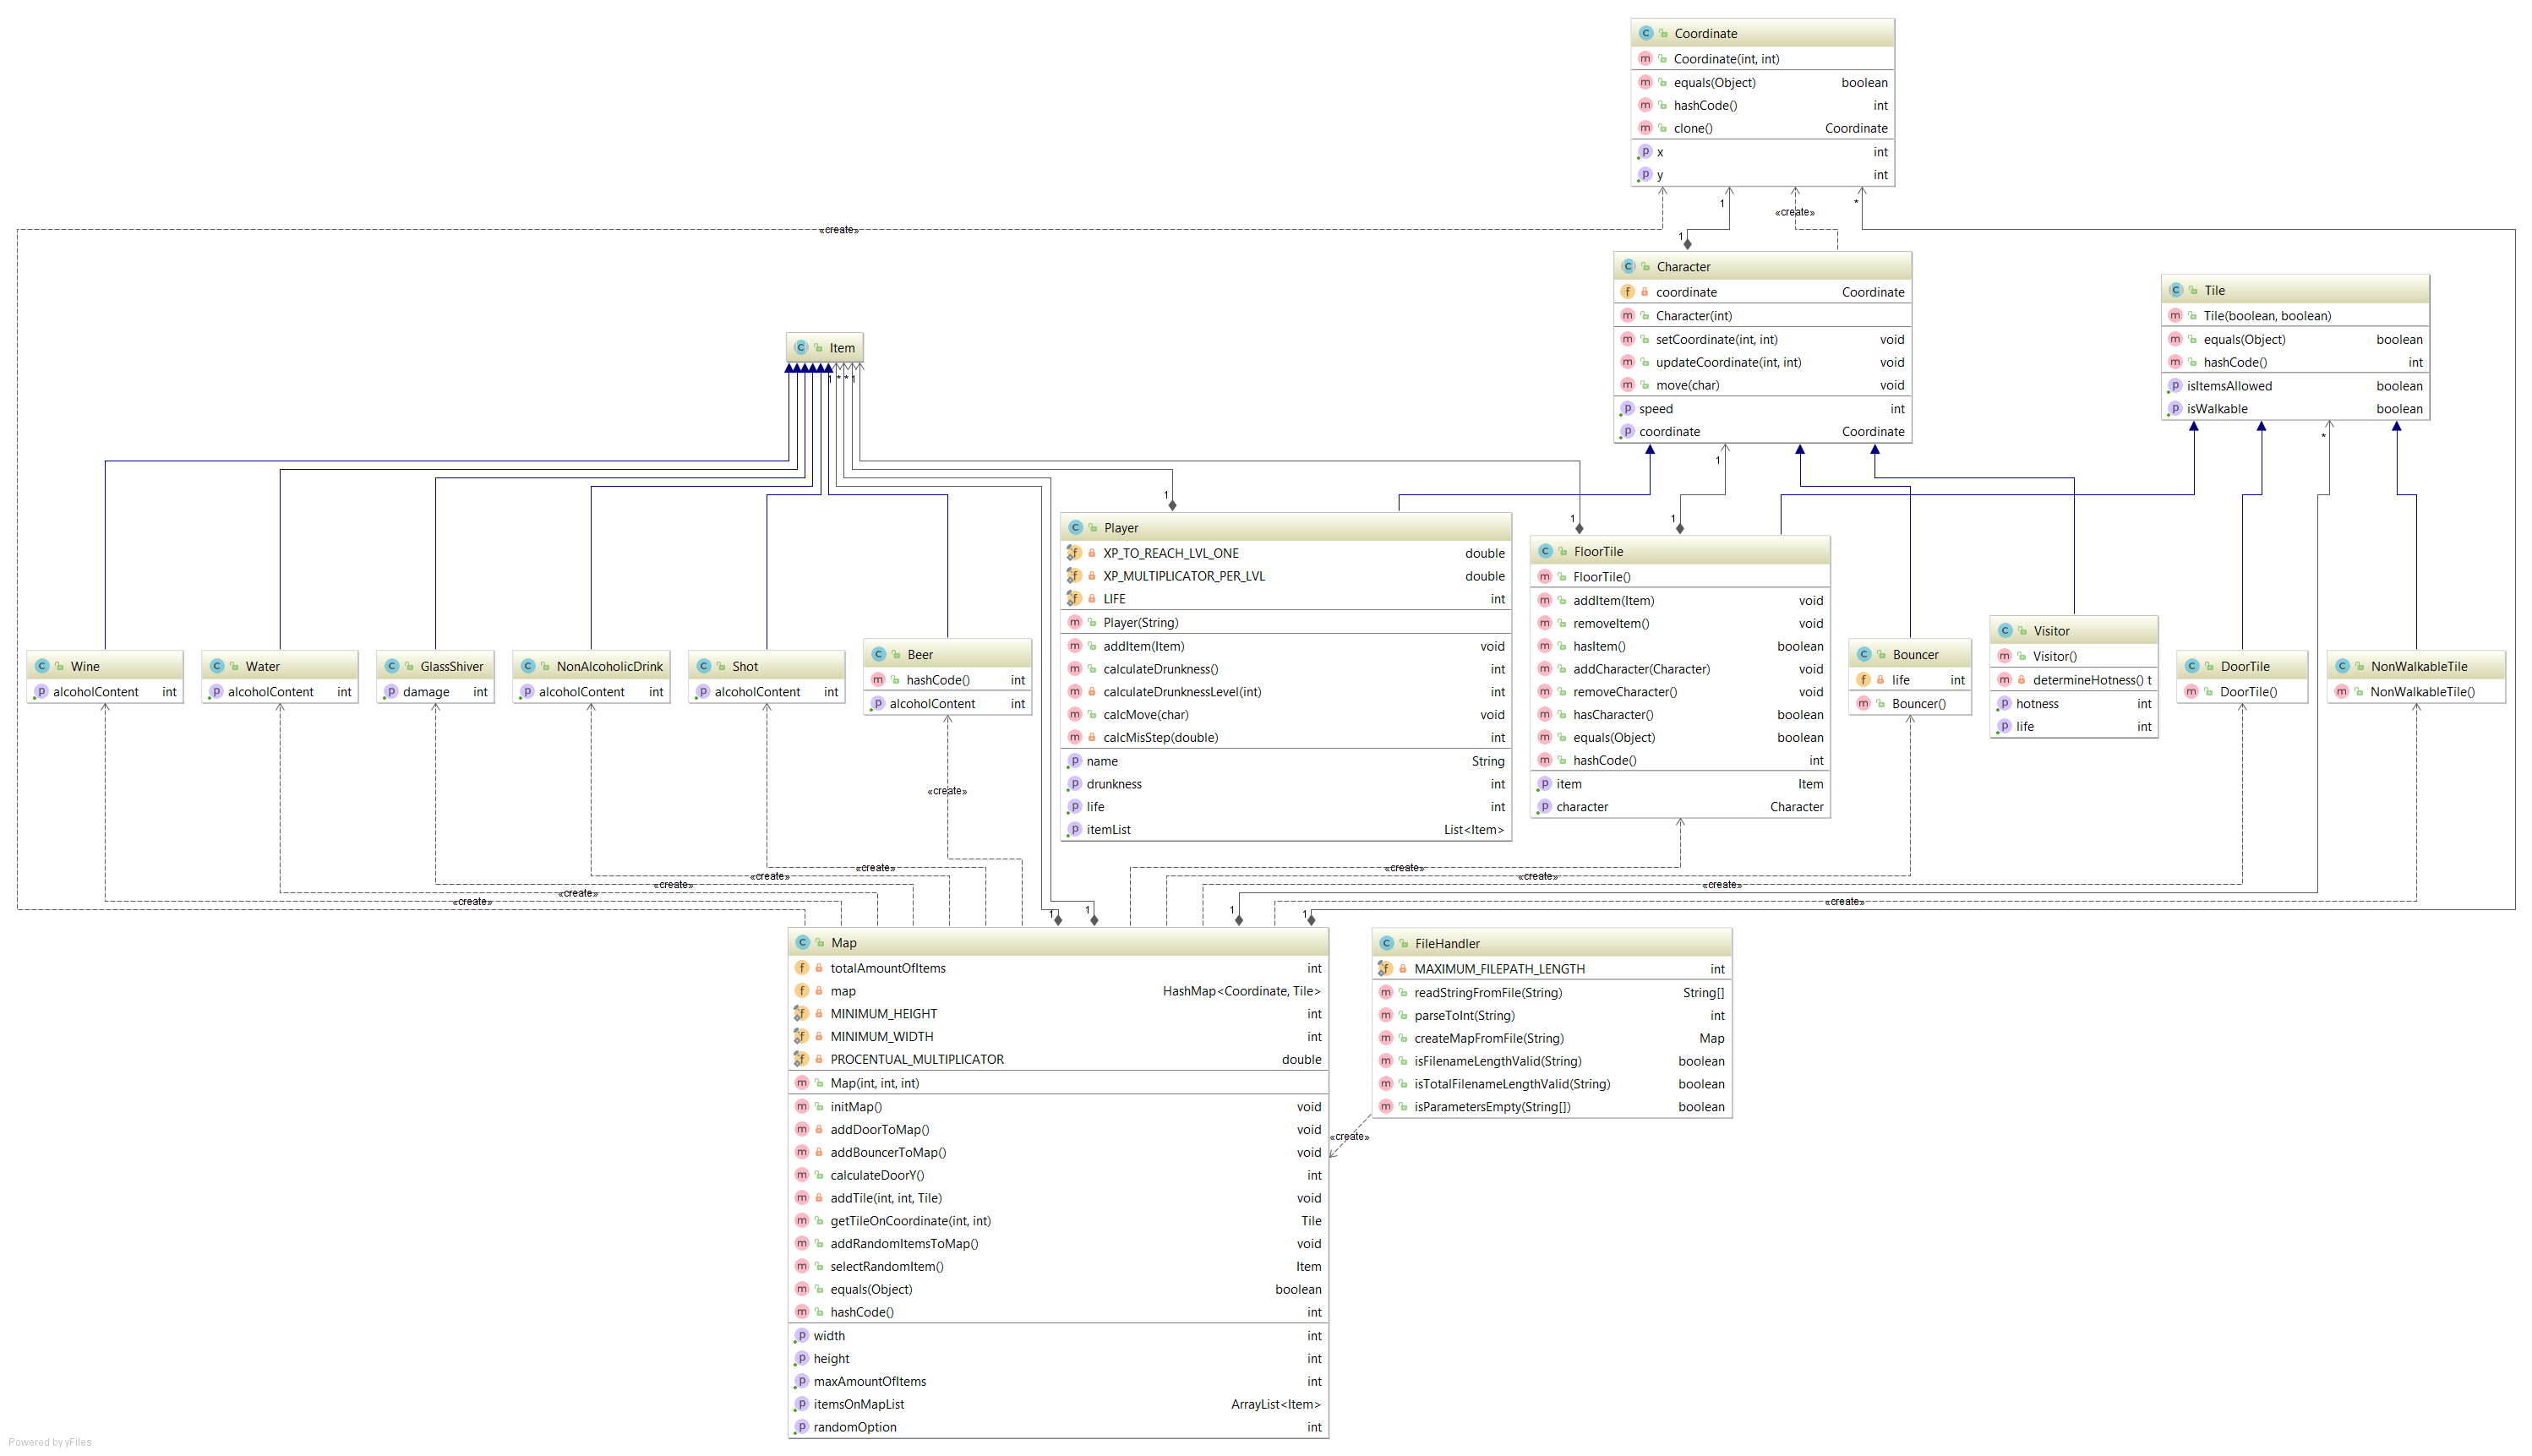 Coordinate
Coordinate(int, int)
equals(Object) boolean
hashCode() int
clone() Coordinate
x int
y int
1
«create»
*
«create»
1
Character
coordinate Coordinate
Character(int)
setCoordinate(int, int) void
updateCoordinate(int, int) void
move(char) void
speed int
coordinate Coordinate
Tile
Tile(boolean, boolean)
equals(Object) boolean
hashCode() int
isItemsAllowed boolean
isWalkable boolean
Item
1 * * 1
1
*
1
1
1
Player
XP_TO_REACH_LVL_ONE double
XP_MULTIPLICATOR_PER_LVL double
LIFE int
Player(String)
addItem(Item) void
calculateDrunkness() int
calculateDrunknessLevel(int) int
calcMove(char) void
calcMisStep(double) int
name String
drunkness int
life int
itemList List<Item>
FloorTile
FloorTile()
addItem(Item) void
removeItem() void
hasItem() boolean
addCharacter(Character) void
removeCharacter() void
hasCharacter() boolean
equals(Object) boolean
hashCode() int
item Item
character Character
Wine
alcoholContent int
Water
alcoholContent int
GlassShiver
damage int
NonAlcoholicDrink
alcoholContent int
Shot
alcoholContent int
Beer
hashCode() int
alcoholContent int
Bouncer
life int
Bouncer()
Visitor
Visitor()
determineHotness() t
hotness int
life int
DoorTile
DoorTile()
NonWalkableTile
NonWalkableTile()
«create»
«create»
«create»
«create»
«create»
«create»
«create»
«create»
«create»
«create»
1
1
1
1
Map
totalAmountOfItems int
map HashMap<Coordinate, Tile>
MINIMUM_HEIGHT int
MINIMUM_WIDTH int
PROCENTUAL_MULTIPLICATOR double
Map(int, int, int)
initMap() void
addDoorToMap() void
addBouncerToMap() void
calculateDoorY() int
addTile(int, int, Tile) void
getTileOnCoordinate(int, int) Tile
addRandomItemsToMap() void
selectRandomItem() Item
equals(Object) boolean
hashCode() int
width int
height int
maxAmountOfItems int
itemsOnMapList ArrayList<Item>
randomOption int
FileHandler
MAXIMUM_FILEPATH_LENGTH int
readStringFromFile(String) String[]
parseToInt(String) int
createMapFromFile(String) Map
isFilenameLengthValid(String) boolean
isTotalFilenameLengthValid(String) boolean
isParametersEmpty(String[]) boolean
«create»
Powered by yFiles